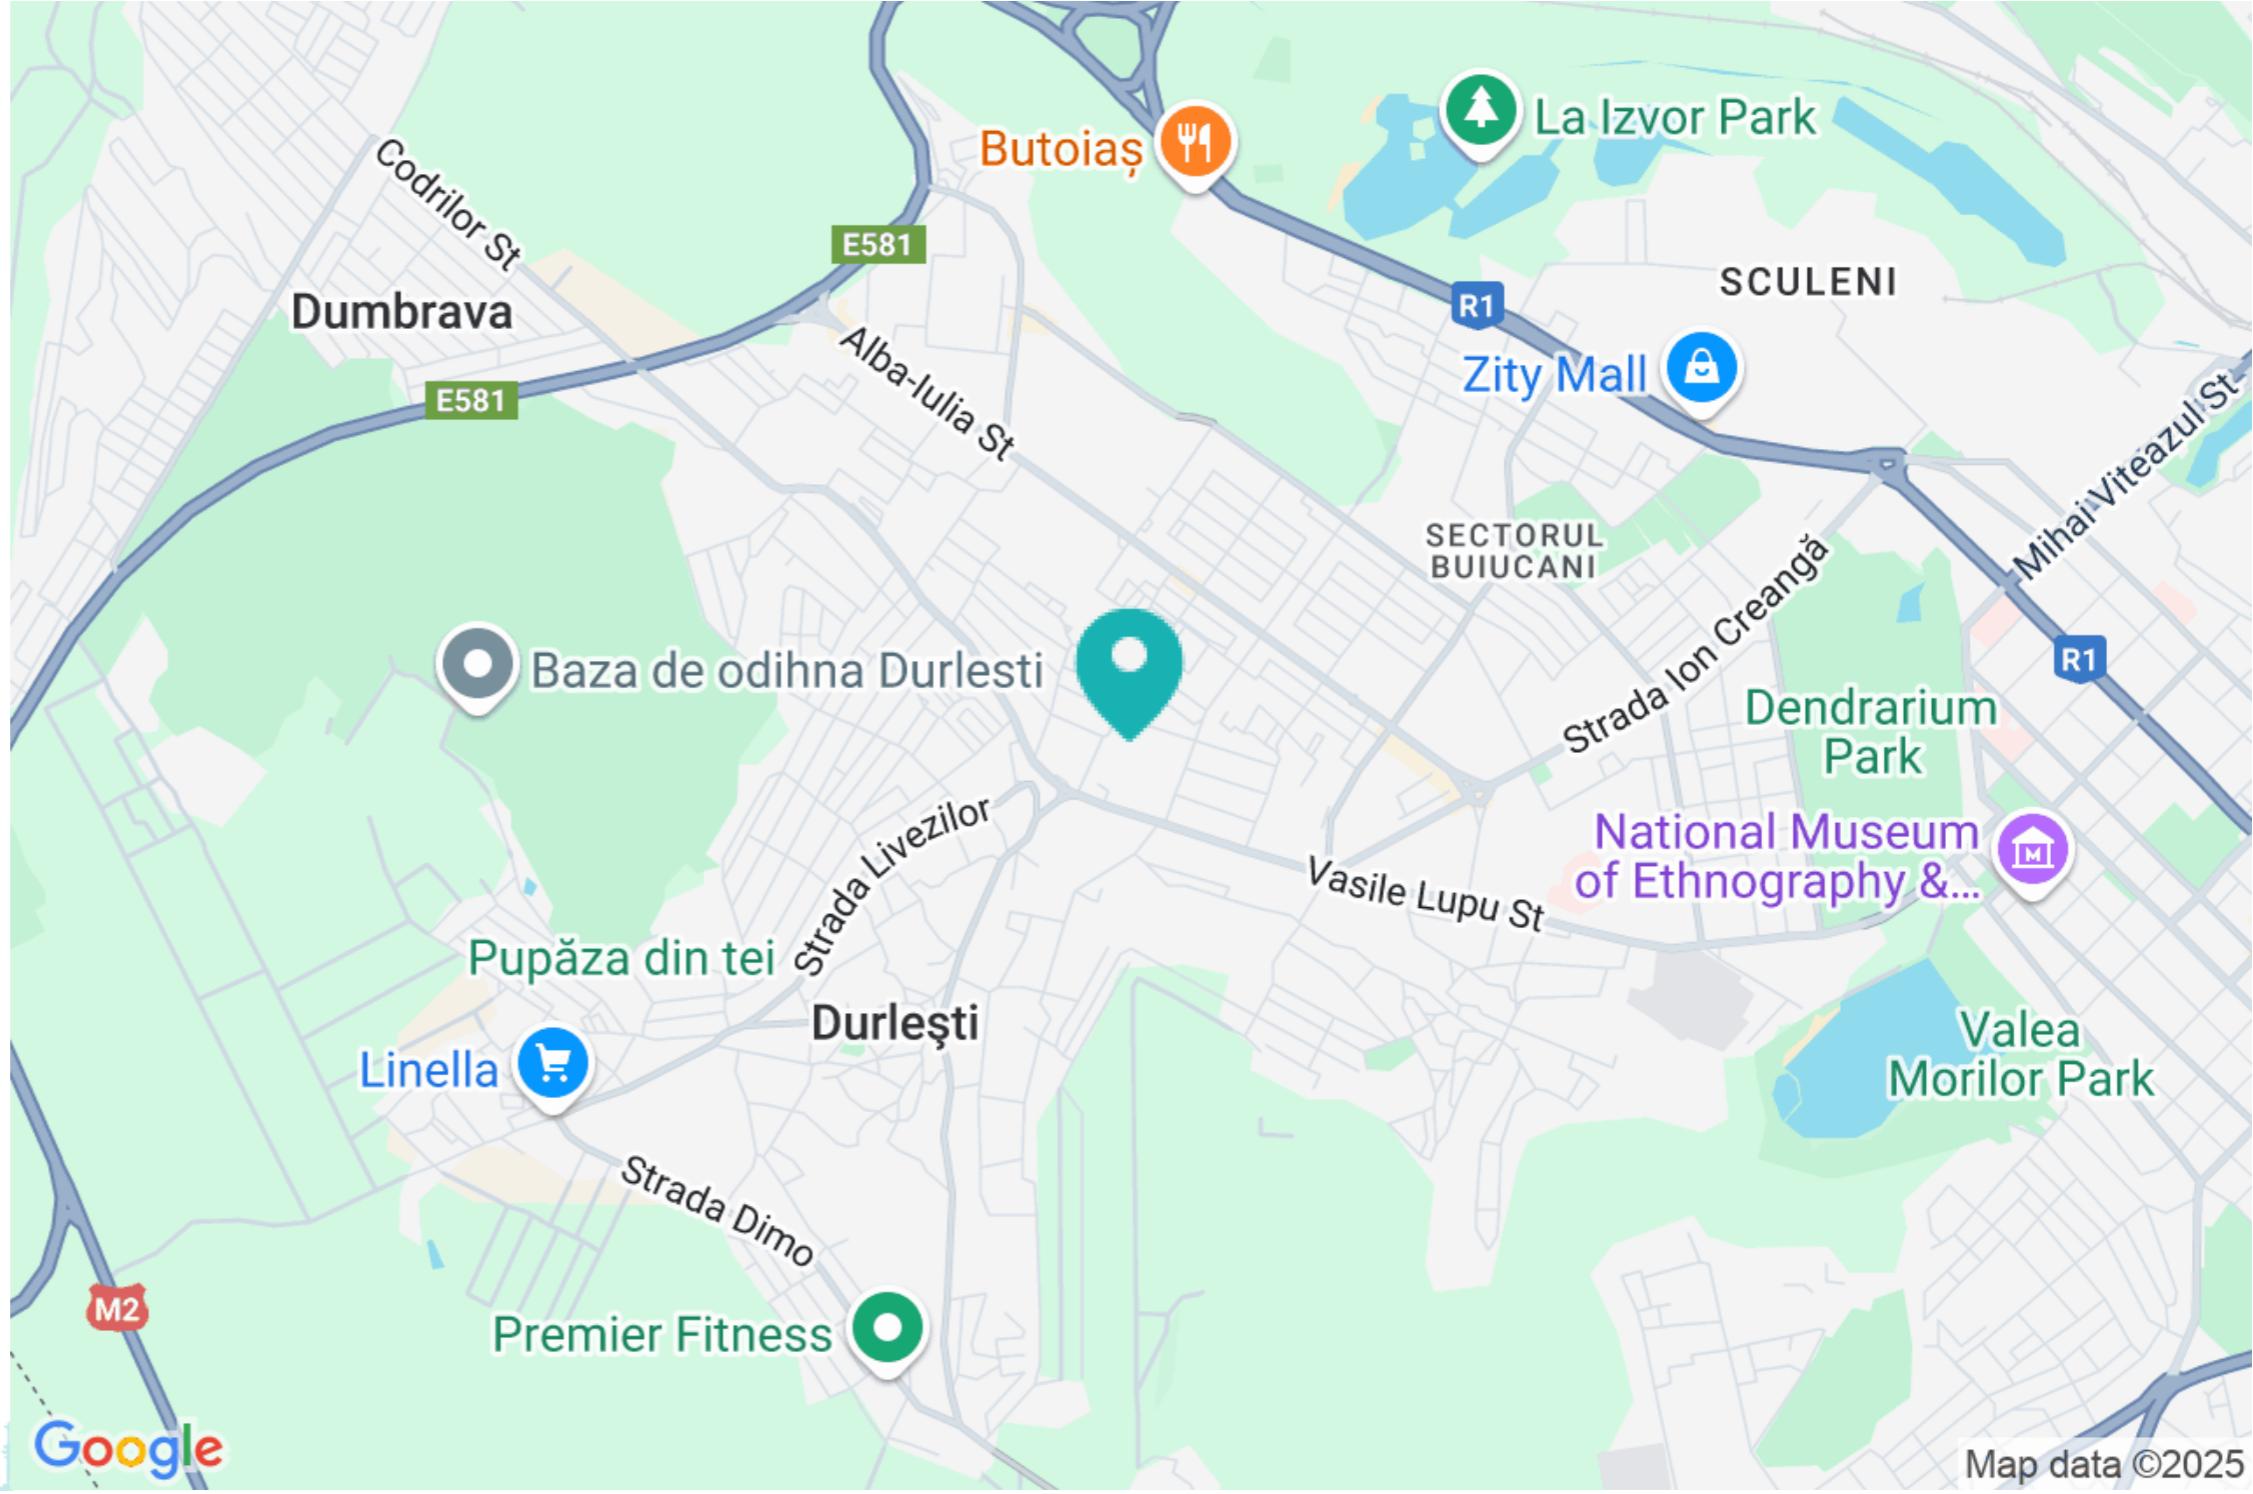 Butoiaș
La Izvor Park
Codrilor St
E581
SCULENI
Dumbrava
R1
Alba-Iulia St
Zity Mall
E581
Mihai Viteazul St
SECTORUL
BUIUCANI
Strada Ion Creangă
Baza de odihna Durlesti
R1
Dendrarium
Park
Strada Livezilor
National Museum
of Ethnography &...
Vasile Lupu St
Pupăza din tei
Durleşti
Valea
Morilor Park
Linella
Strada Dimo
M2
Premier Fitness
Google
Map data ©2025